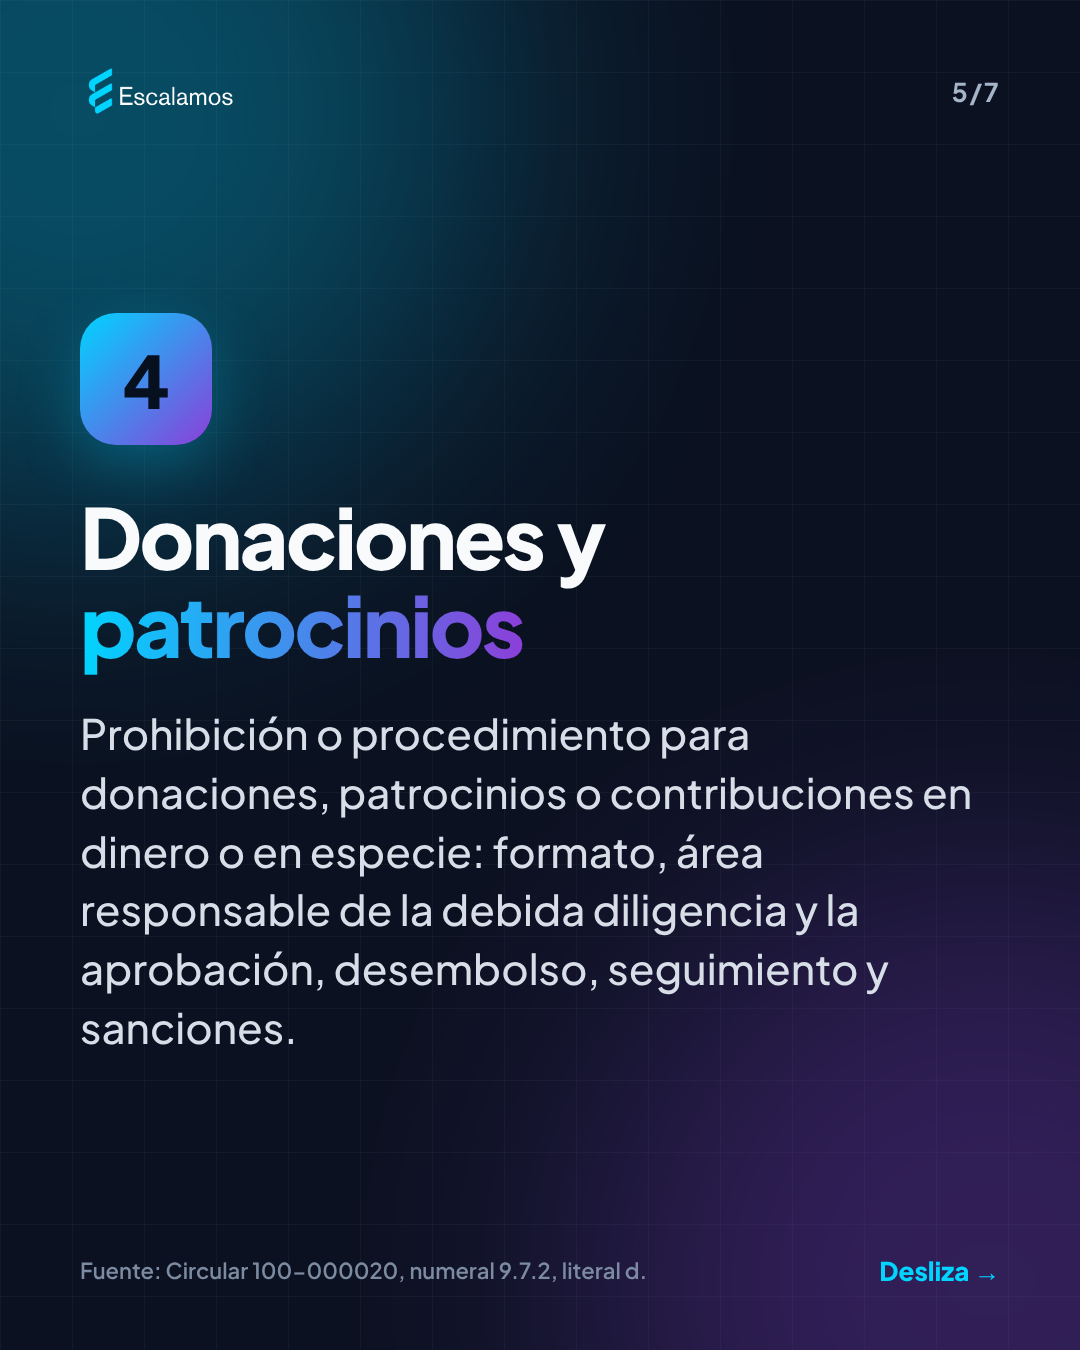 Escalamos
5/7
4
Donaciones y
patrocinios
Prohibición o procedimiento para
donaciones, patrocinios o contribuciones en
dinero o en especie: formato, área
responsable de la debida diligencia y la
aprobación, desembolso, seguimiento y
sanciones.
Fuente: Circular 100-000020, numeral 9.7.2, literal d.
Desliza →